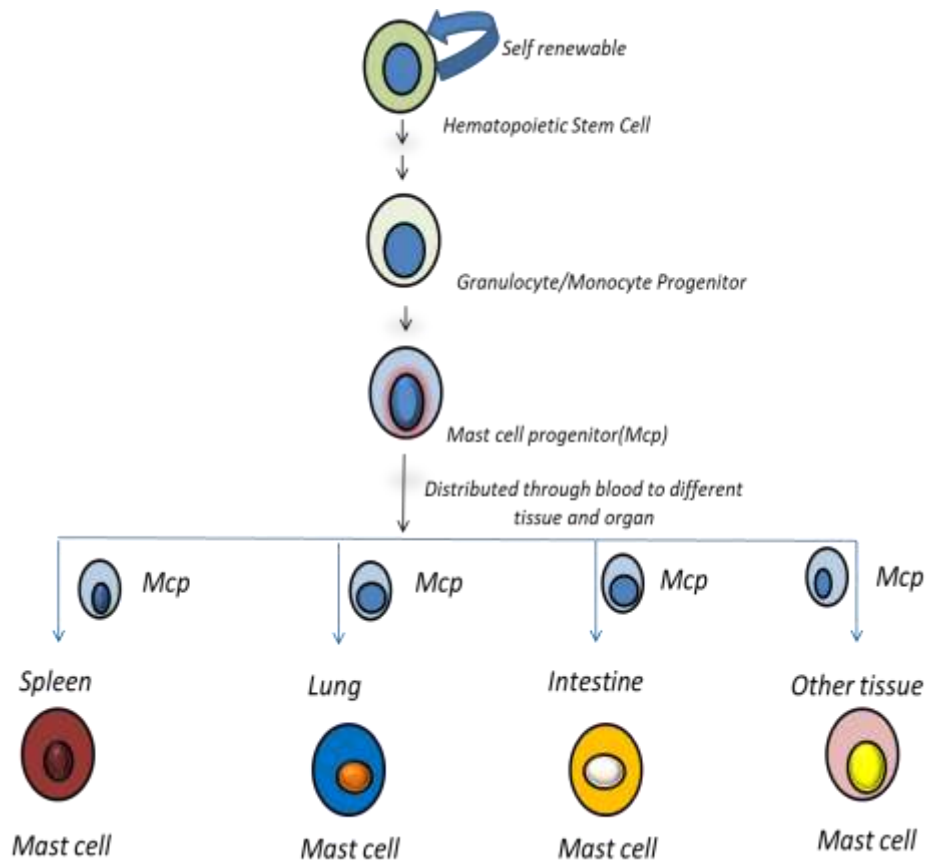 Self renewable
Hematopoietic Stem Cell
Granulocyte/Monocyte Progenitor
Mast cell progenitor(Mcp)
Distributed through blood to different
tissue and organ
Mcp
Mcp
Mcp
Mcp
Spleen
Lung
Intestine
Other tissue
Mast cell
Mast cell
Mast cell
Mast cell